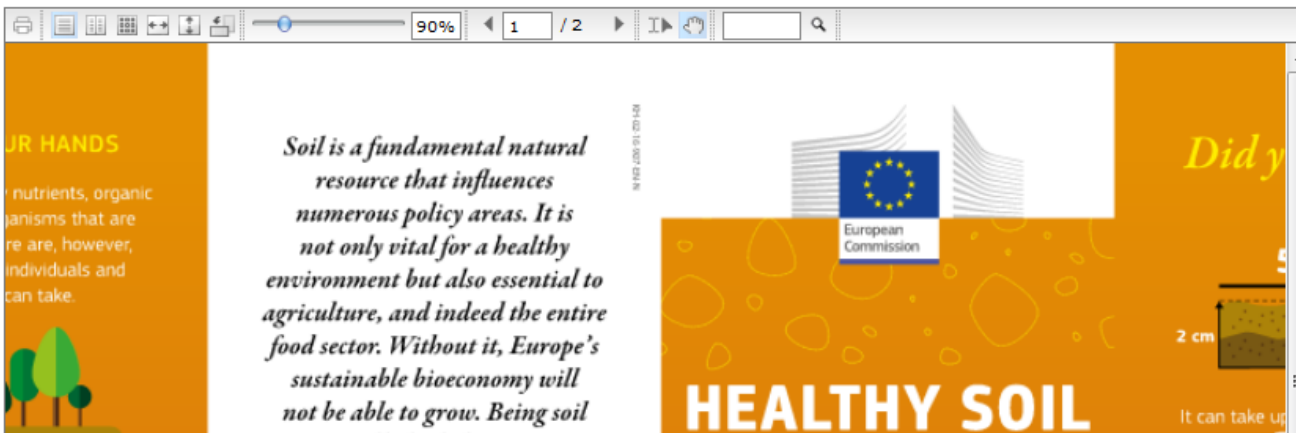 90%
1
/ 2
UR HANDS
nutrients, organic
ganisms that are
re are, however,
individuals and
can take.
Soil is a fundamental natural
resource that influences
numerous policy areas. It is
not only vital for a healthy
environment but also essential to
agriculture, and indeed the entire
food sector. Without it, Europe's
sustainable bioeconomy will
not be able to grow. Being soil
European
Commission
HEALTHY SOIL
Did y
5
2 cm
It can take up